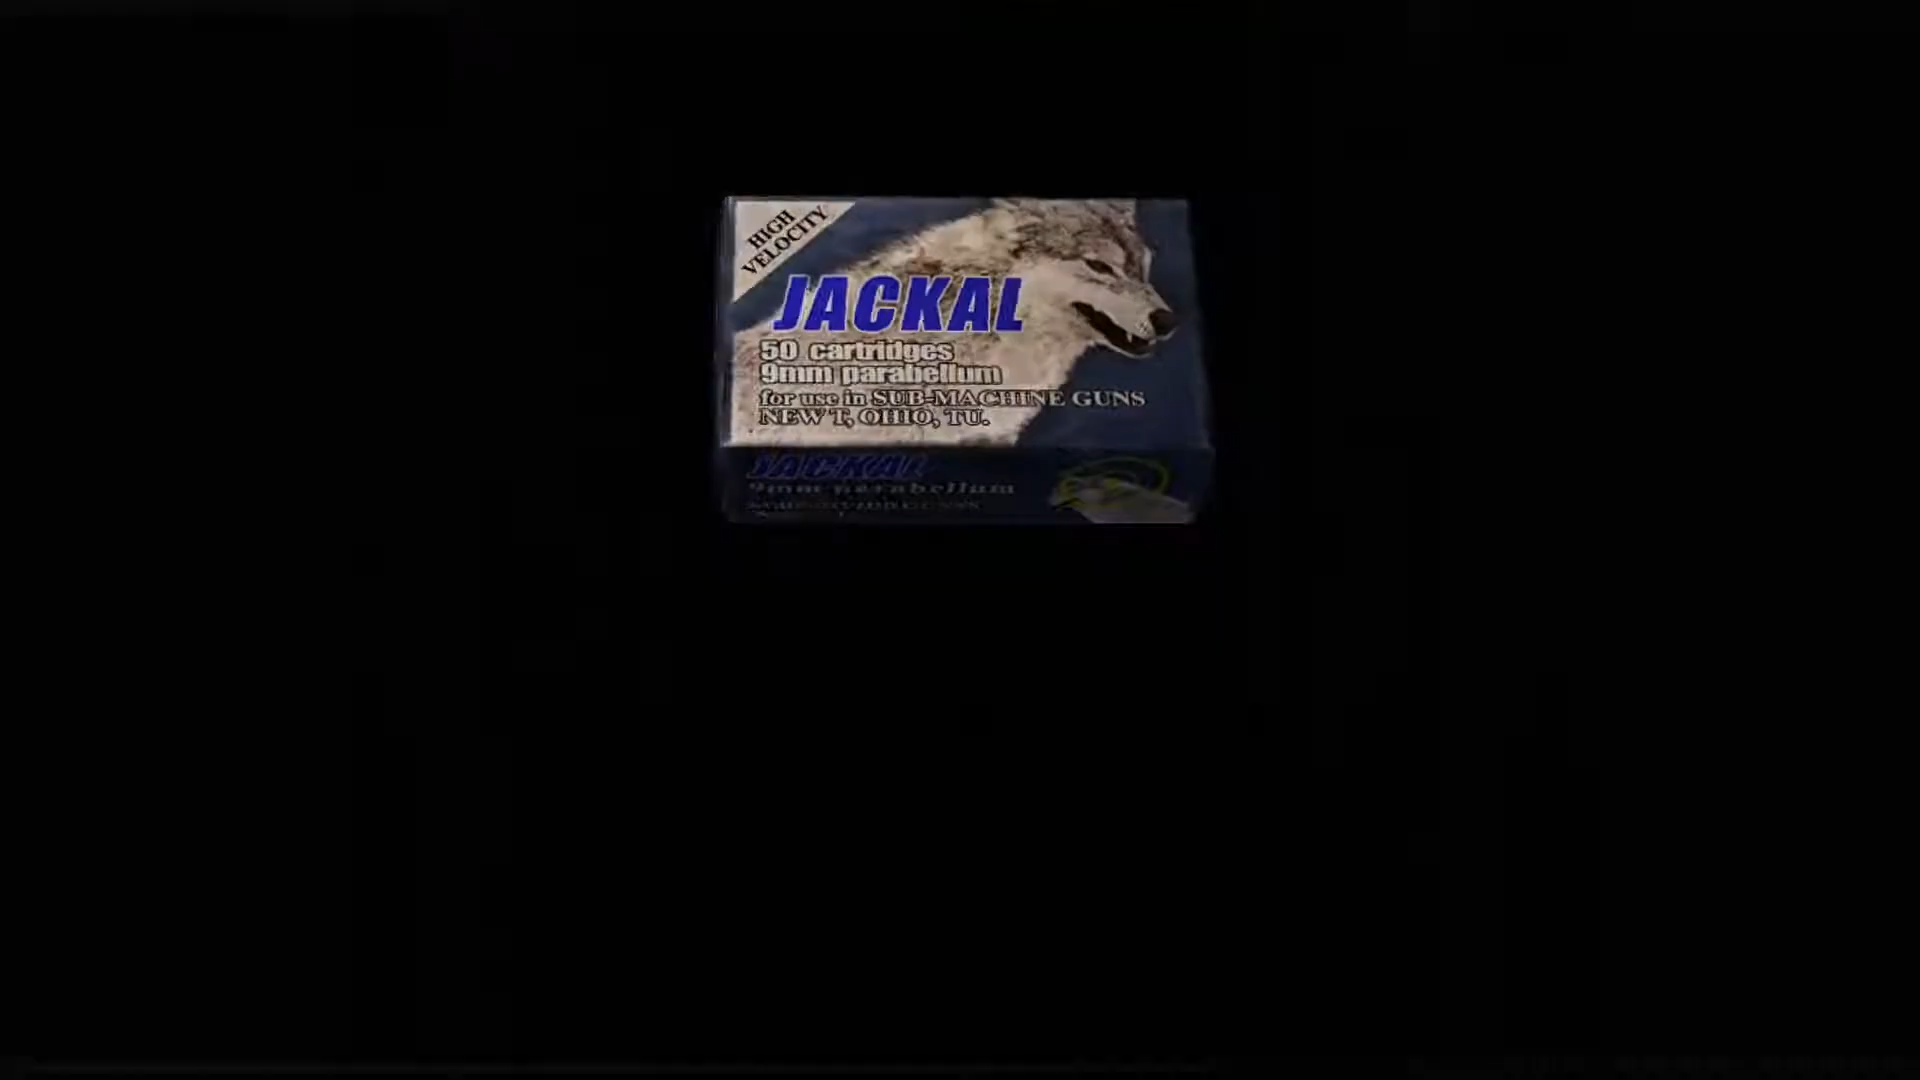 HIGH
VELOCITY
JACKAL
50 cartridges
9mm parabellum
for use in SUB-MACHINE GUNS
NEW T, OHIO, TU.
JACKAL
9mm parabellum